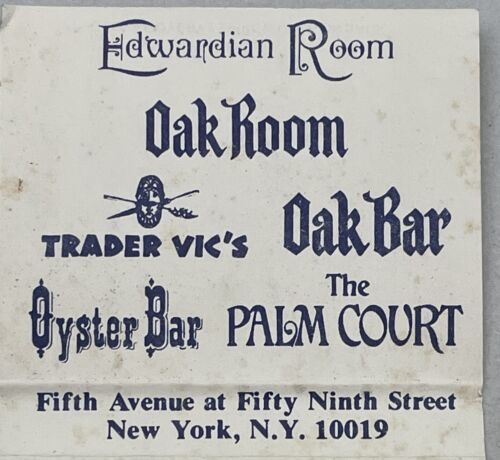 Edwardian Room
Oak Room
TRADER VIC'S
Oak Bar
Oyster Bar
The
PALM COURT
Fifth Avenue at Fifty Ninth Street
New York, N.Y. 10019